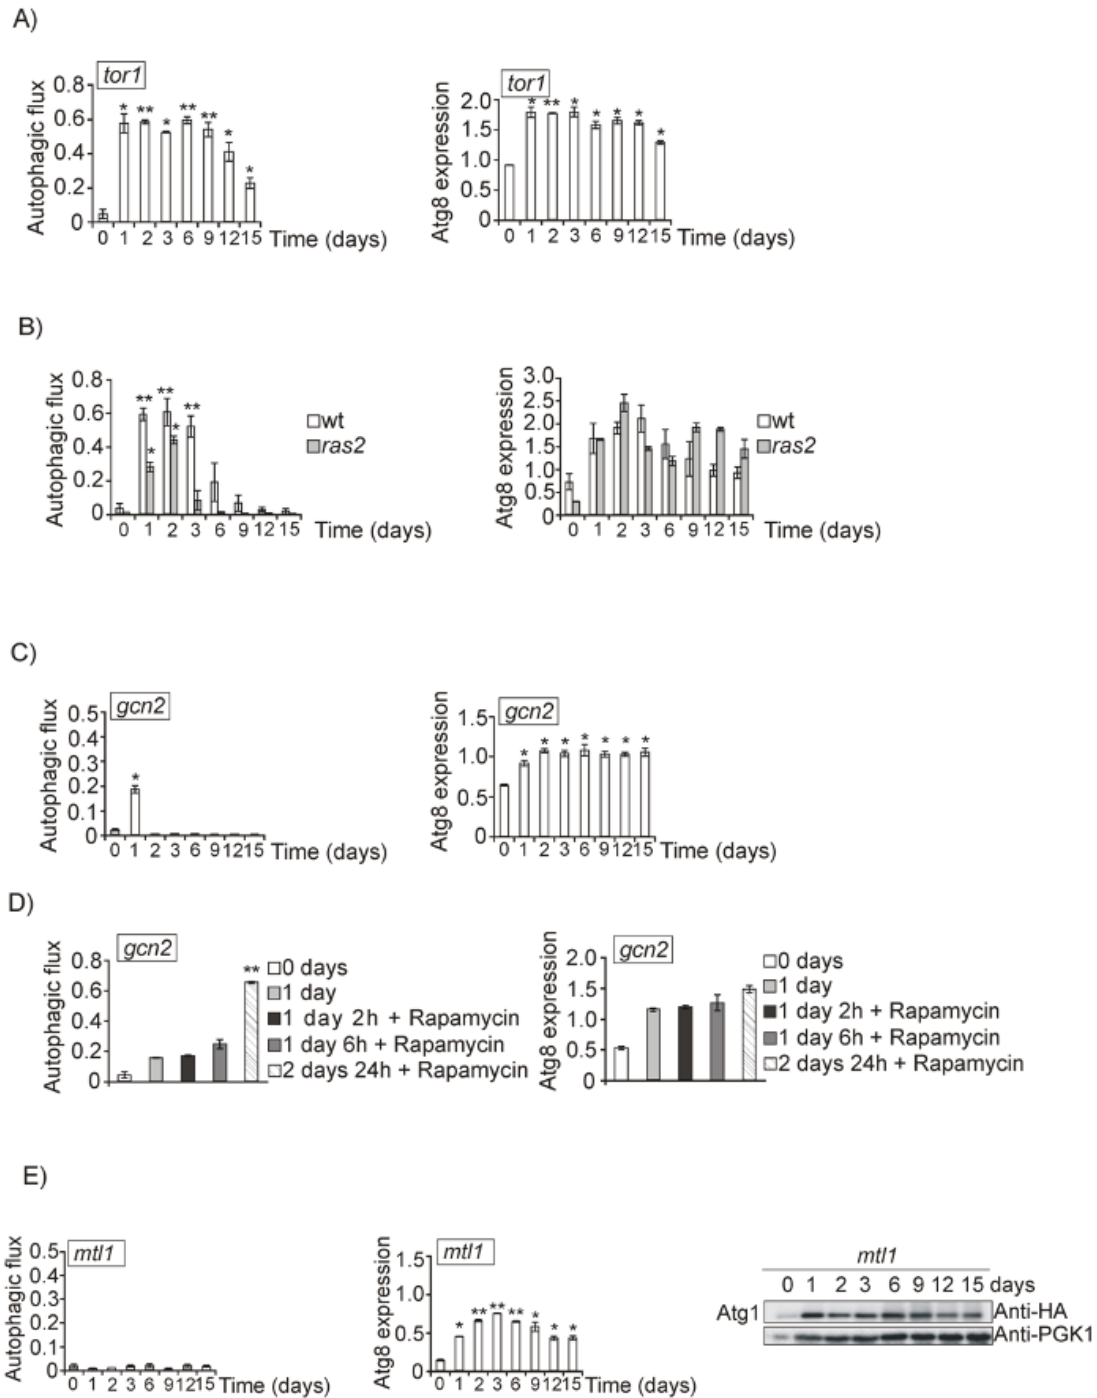 A)
tor1
Autophagic flux
0.8
0.6
0.4
0.2
0
* ** * ** ** * *
0 1 2 3 6 9 12 15 Time (days)
tor1
Atg8 expression
2.0
1.5
1.0
0.5
0
* ** * * * * *
0 1 2 3 6 9 12 15 Time (days)
B)
Autophagic flux
0.8
0.6
0.4
0.2
0
** * ** * **
wt
ras2
0 1 2 3 6 9 12 15 Time (days)
Atg8 expression
3.0
2.5
2.0
1.5
1.0
0.5
0
wt
ras2
0 1 2 3 6 9 12 15 Time (days)
C)
gcn2
Autophagic flux
0.5
0.4
0.3
0.2
0.1
0
*
0 1 2 3 6 9 12 15 Time (days)
gcn2
Atg8 expression
1.5
1.0
0.5
0
* * * * * * *
0 1 2 3 6 9 12 15 Time (days)
D)
gcn2
Autophagic flux
0.8
0.6
0.4
0.2
0
**
0 days
1 day
1 day 2h + Rapamycin
1 day 6h + Rapamycin
2 days 24h + Rapamycin
gcn2
Atg8 expression
2.0
1.5
1.0
0.5
0
0 days
1 day
1 day 2h + Rapamycin
1 day 6h + Rapamycin
2 days 24h + Rapamycin
E)
mtl1
Autophagic flux
0.5
0.4
0.3
0.2
0.1
0
0 1 2 3 6 9 12 15 Time (days)
mtl1
Atg8 expression
1.5
1.0
0.5
0
* ** ** ** * * *
0 1 2 3 6 9 12 15 Time (days)
mtl1
0 1 2 3 6 9 12 15 days
Atg1 Anti-HA
Anti-PGK1